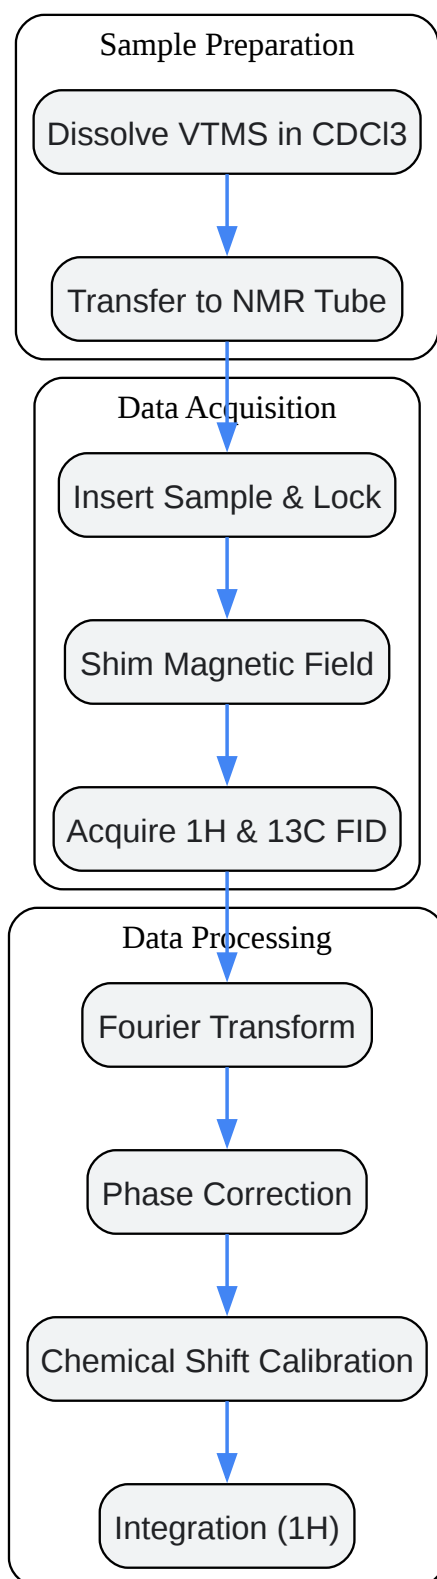 Sample Preparation
Dissolve VTMS in CDCl3
Transfer to NMR Tube
Data Acquisition
Insert Sample & Lock
Shim Magnetic Field
Acquire 1H & 13C FID
Data Processing
Fourier Transform
Phase Correction
Chemical Shift Calibration
Integration (1H)